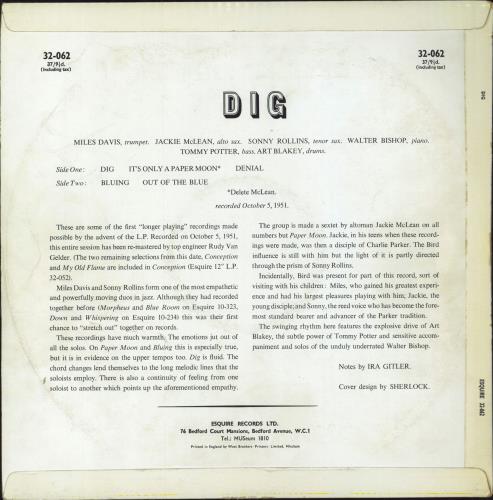 32-062
37/9½d.
(including tax)
32-062
37/9½d.
(including tax)
DIG
MILES DAVIS, trumpet. JACKIE McLEAN, alto sax. SONNY ROLLINS, tenor sax. WALTER BISHOP, piano.
TOMMY POTTER, bass. ART BLAKEY, drums.
Side One: DIG IT'S ONLY A PAPER MOON* DENIAL
Side Two: BLUING OUT OF THE BLUE
*Delete McLean.
recorded October 5, 1951.
These are some of the first "longer playing" recordings made
possible by the advent of the L.P. Recorded on October 5, 1951,
this entire session has been re-mastered by top engineer Rudy Van
Gelder. (The two remaining selections from this date, Conception
and My Old Flame are included in Conception (Esquire 12" L.P.
32-052).
Miles Davis and Sonny Rollins form one of the most empathetic
and powerfully moving duos in jazz. Although they had recorded
together before (Morpheus and Blue Room on Esquire 10-323,
Down and Whispering on Esquire 10-234) this was their first
chance to "stretch out" together on records.
These recordings have much warmth. The emotions jut out of
all the solos. On Paper Moon and Bluing this is especially true,
but it is in evidence on the upper tempos too. Dig is fluid. The
chord changes lend themselves to the long melodic lines that the
soloists employ. There is also a continuity of feeling from one
soloist to another which points up the aforementioned empathy.
The group is made a sextet by altoman Jackie McLean on all
numbers but Paper Moon. Jackie, in his teens when these record-
ings were made, was then a disciple of Charlie Parker. The Bird
influence is still with him but the light of it is partly directed
through the prism of Sonny Rollins.
Incidentally, Bird was present for part of this record, sort of
visiting with his children: Miles, who gained his greatest experi-
ence and had his largest pleasures playing with him; Jackie, the
young disciple; and Sonny, the reed voice who has become the fore-
most standard bearer and advancer of the Parker tradition.
The swinging rhythm here features the explosive drive of Art
Blakey, the subtle power of Tommy Potter and sensitive accom-
paniment and solos of the unduly underrated Walter Bishop.
Notes by IRA GITLER.
Cover design by SHERLOCK.
ESQUIRE RECORDS LTD.
76 Bedford Court Mansions, Bedford Avenue, W.C.1
Tel.: MUSeum 1810
Printed in England by West Brothers Printers Limited, Mitcham
DIG
ESQUIRE 32-062